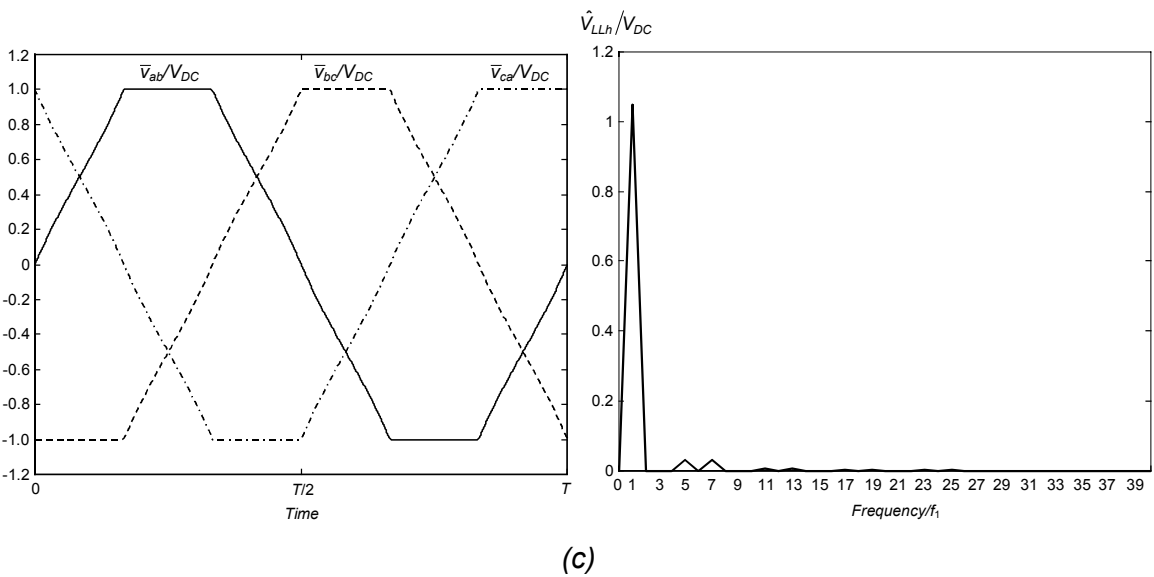 V̂LLh/VDC
1.2
1.0
0.8
0.6
0.4
0.2
0
-0.2
-0.4
-0.6
-0.8
-1.0
-1.2
v̅ab/VDC v̅bc/VDC v̅ca/VDC
0 T/2 T
Time
1.2
1
0.8
0.6
0.4
0.2
0
0 1 3 5 7 9 11 13 15 17 19 21 23 25 27 29 31 33 35 37 39
Frequency/f1
(c)